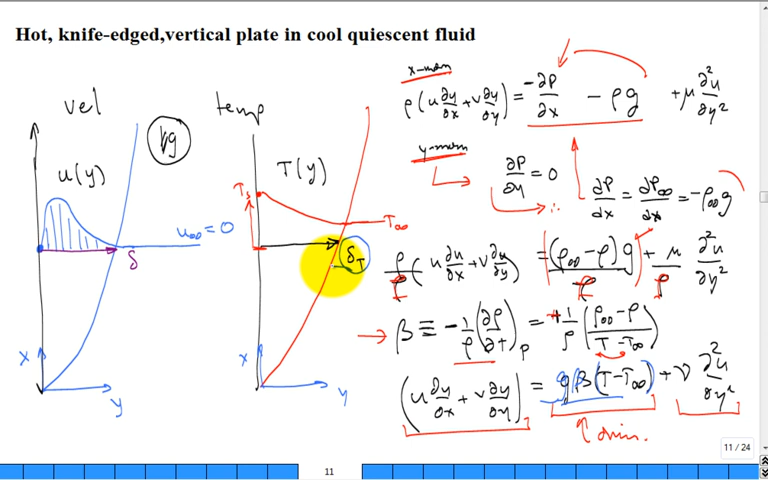 Hot, knife-edged,vertical plate in cool quiescent fluid
x-mom
ρ(u ∂u/∂x + v ∂u/∂y) = -∂P/∂x - ρg + μ ∂²u/∂y²
vel
temp
y-mom
∂P/∂y = 0
u(y)
T(y)
∴ dP/dx = dP∞/dx = -ρ∞g
Ts
T∞
u∞ = 0
δ
δT
ρ/ρ (u ∂u/∂x + v ∂u/∂y) = (ρ∞ - ρ)g/ρ + μ/ρ ∂²u/∂y²
→ β ≡ -1/ρ (∂ρ/∂T)p = +1/ρ (ρ∞ - ρ / T - T∞)
x
y
x
y
(u ∂u/∂x + v ∂u/∂y) = gβ(T - T∞) + ν ∂²u/∂y²
11 / 24
11